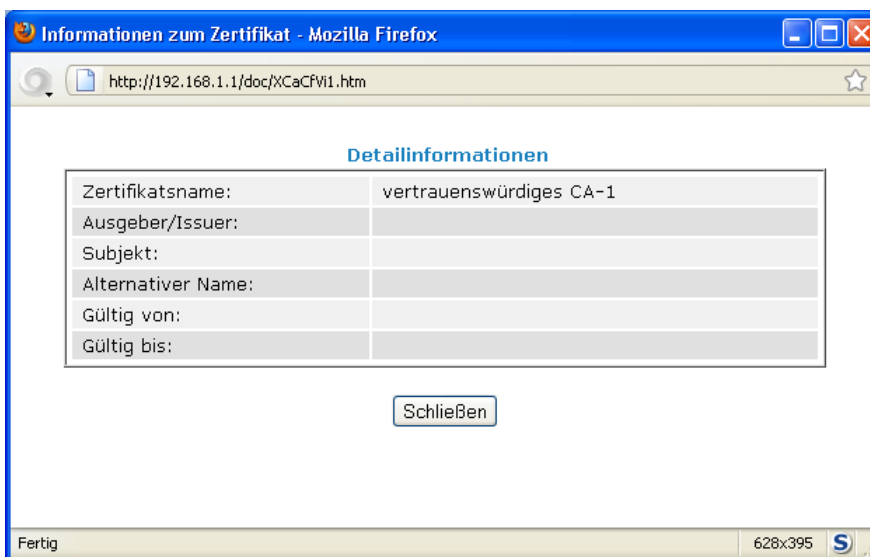 Informationen zum Zertifikat - Mozilla Firefox
http://192.168.1.1/doc/XCaCfVi1.htm
Detailinformationen
Zertifikatsname: vertrauenswürdiges CA-1
Ausgeber/Issuer:
Subjekt:
Alternativer Name:
Gültig von:
Gültig bis:
Schließen
Fertig 628x395 S